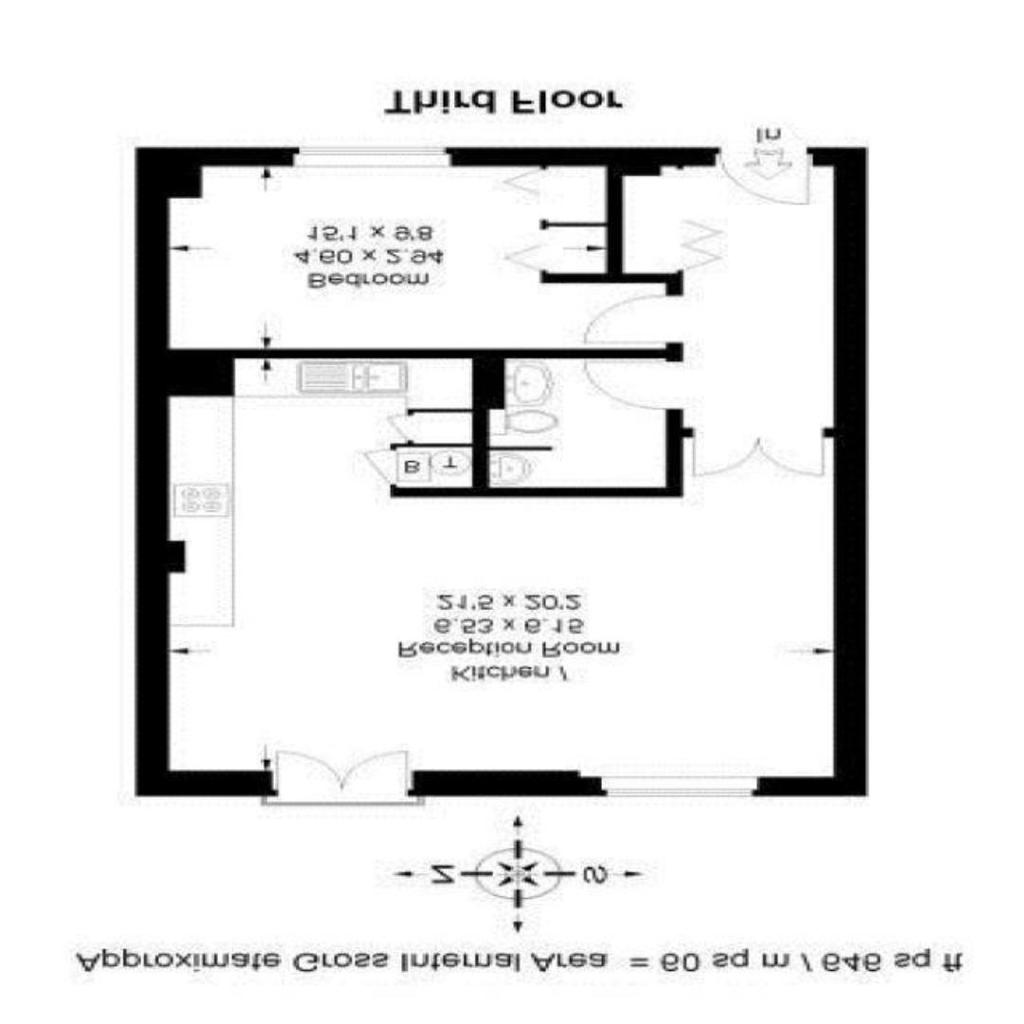 Approximate Gross Internal Area = 60 sq m / 646 sq ft
N S
Kitchen /
Reception Room
6.53 x 6.15
21'5 x 20'2
B T
Bedroom
4.60 x 2.94
15'1 x 9'8
In
Third Floor